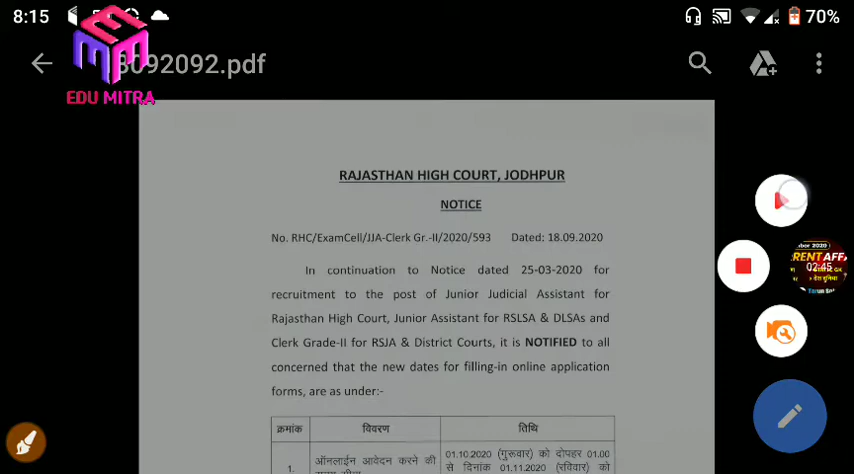 8:15
70%
3092092.pdf
EDU MITRA
RAJASTHAN HIGH COURT, JODHPUR
NOTICE
No. RHC/ExamCell/JJA-Clerk Gr.-II/2020/593 Dated: 18.09.2020
In continuation to Notice dated 25-03-2020 for
recruitment to the post of Junior Judicial Assistant for
Rajasthan High Court, Junior Assistant for RSLSA & DLSAs and
Clerk Grade-II for RSJA & District Courts, it is NOTIFIED to all
concerned that the new dates for filling-in online application
forms, are as under:-
क्रमांक विवरण तिथि
1. ऑनलाईन आवेदन करने की 01.10.2020 (गुरूवार) को दोपहर 01.00
से दिनांक 01.11.2020 (रविवार) को
02:45